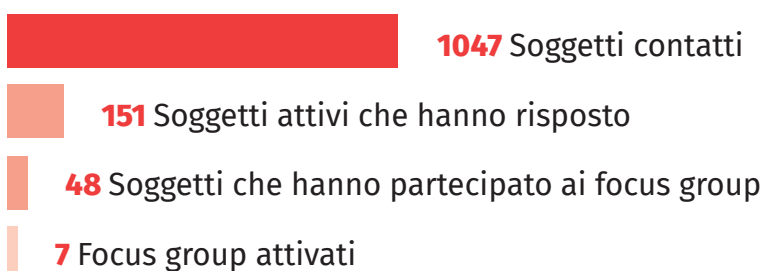 1047 Soggetti contatti
151 Soggetti attivi che hanno risposto
48 Soggetti che hanno partecipato ai focus group
7 Focus group attivati